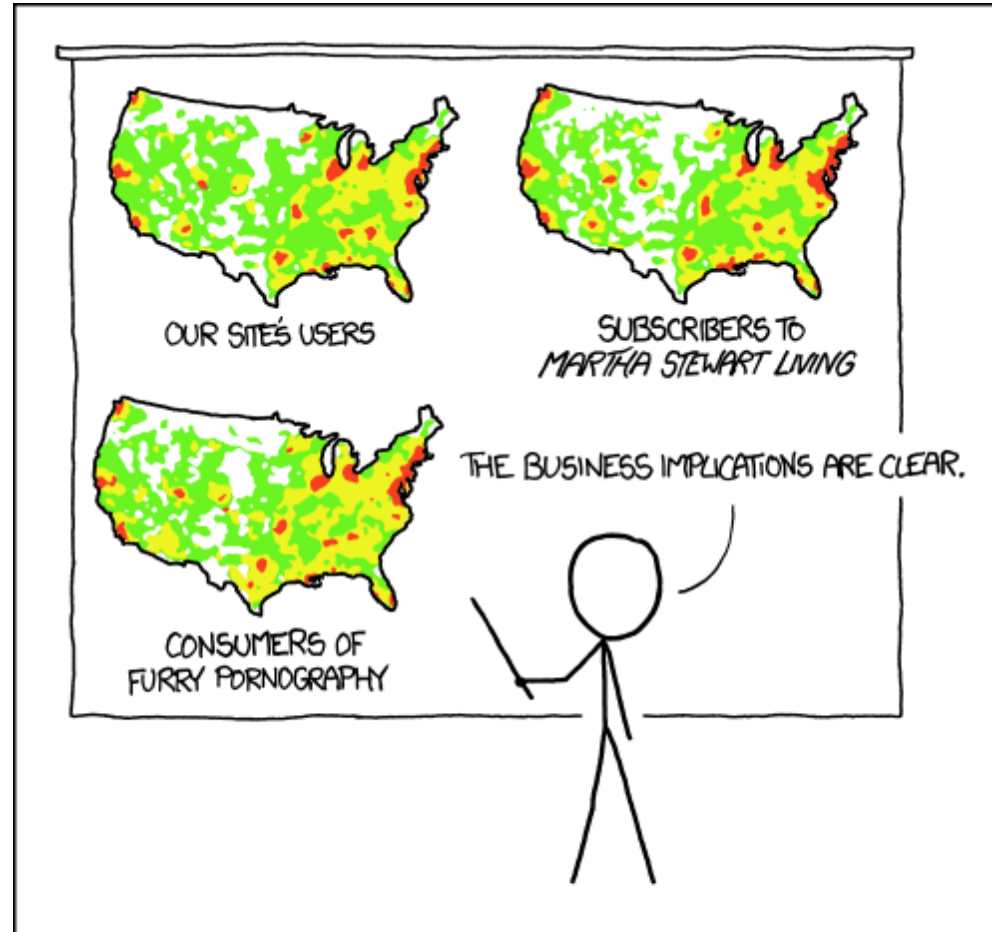 OUR SITE'S USERS
SUBSCRIBERS TO
MARTHA STEWART LIVING
CONSUMERS OF
FURRY PORNOGRAPHY
THE BUSINESS IMPLICATIONS ARE CLEAR.